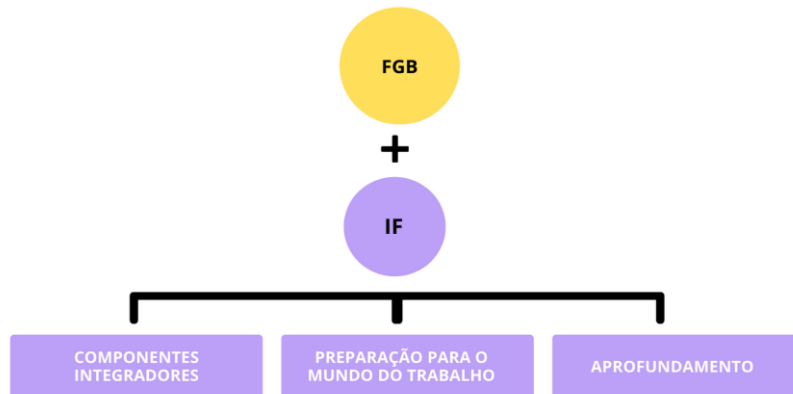 FGB
+
IF
COMPONENTES
INTEGRADORES
PREPARAÇÃO PARA O
MUNDO DO TRABALHO
APROFUNDAMENTO